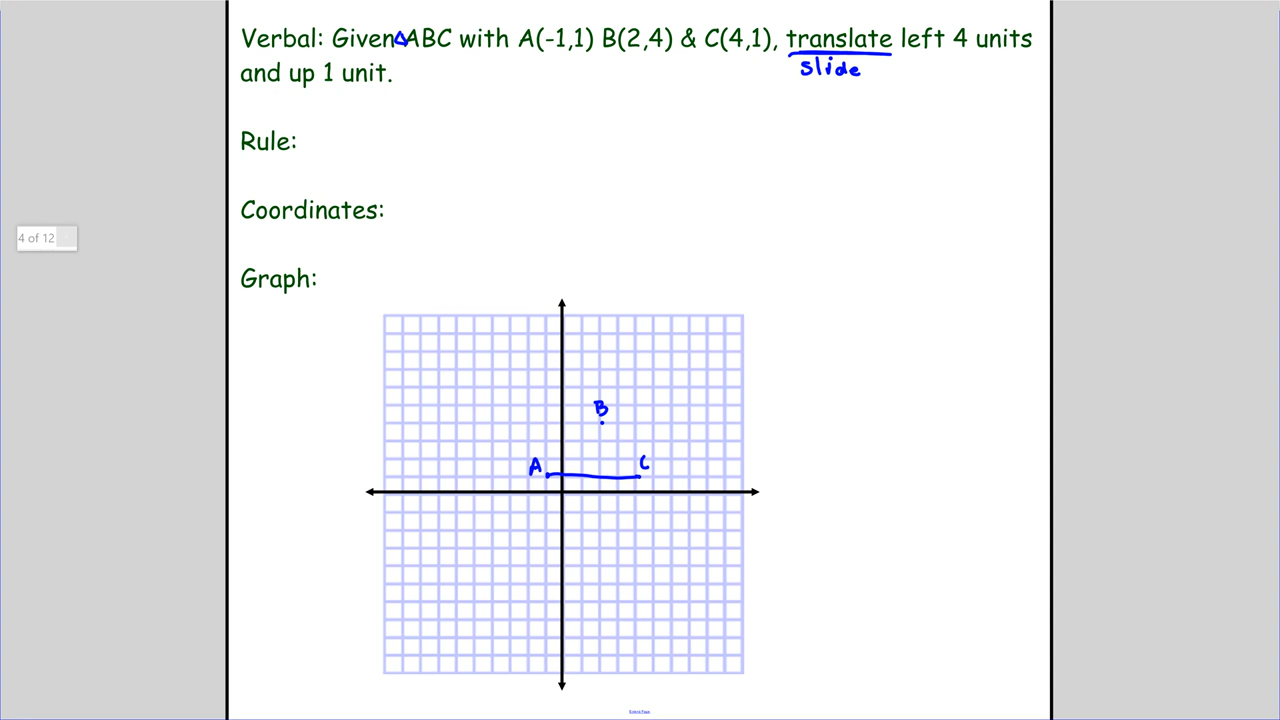 Verbal: Given △ABC with A(-1,1) B(2,4) & C(4,1), translate left 4 units
slide
and up 1 unit.
Rule:
Coordinates:
4 of 12
Graph:
B
A
C